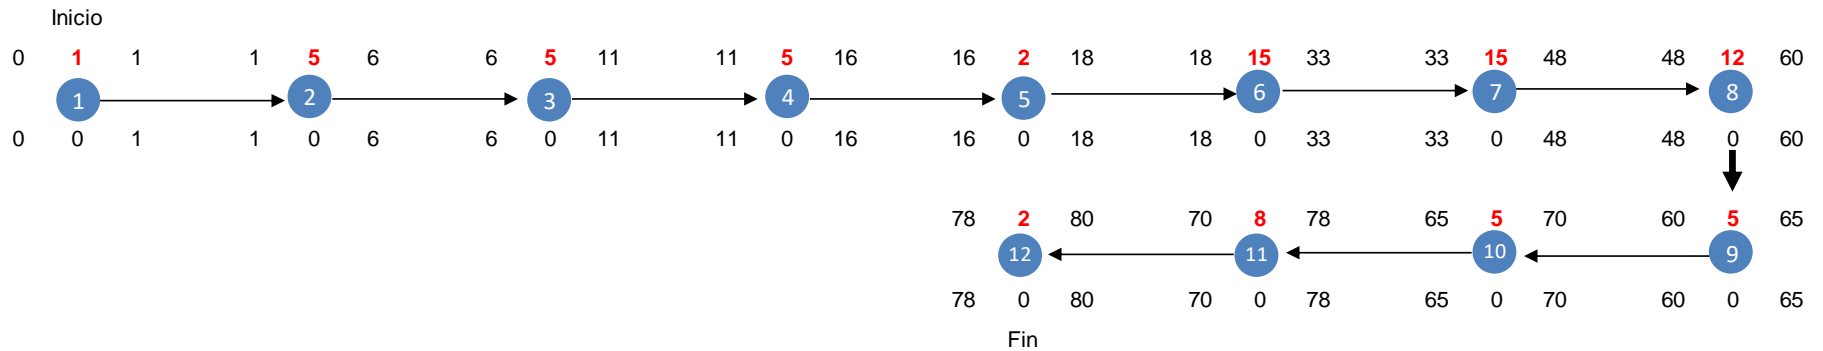 Inicio
0 1 1 1 5 6 6 5 11 11 5 16 16 2 18 18 15 33 33 15 48 48 12 60
1 2 3 4 5 6 7 8
0 0 1 1 0 6 6 0 11 11 0 16 16 0 18 18 0 33 33 0 48 48 0 60
78 2 80 70 8 78 65 5 70 60 5 65
12 11 10 9
78 0 80 70 0 78 65 0 70 60 0 65
Fin